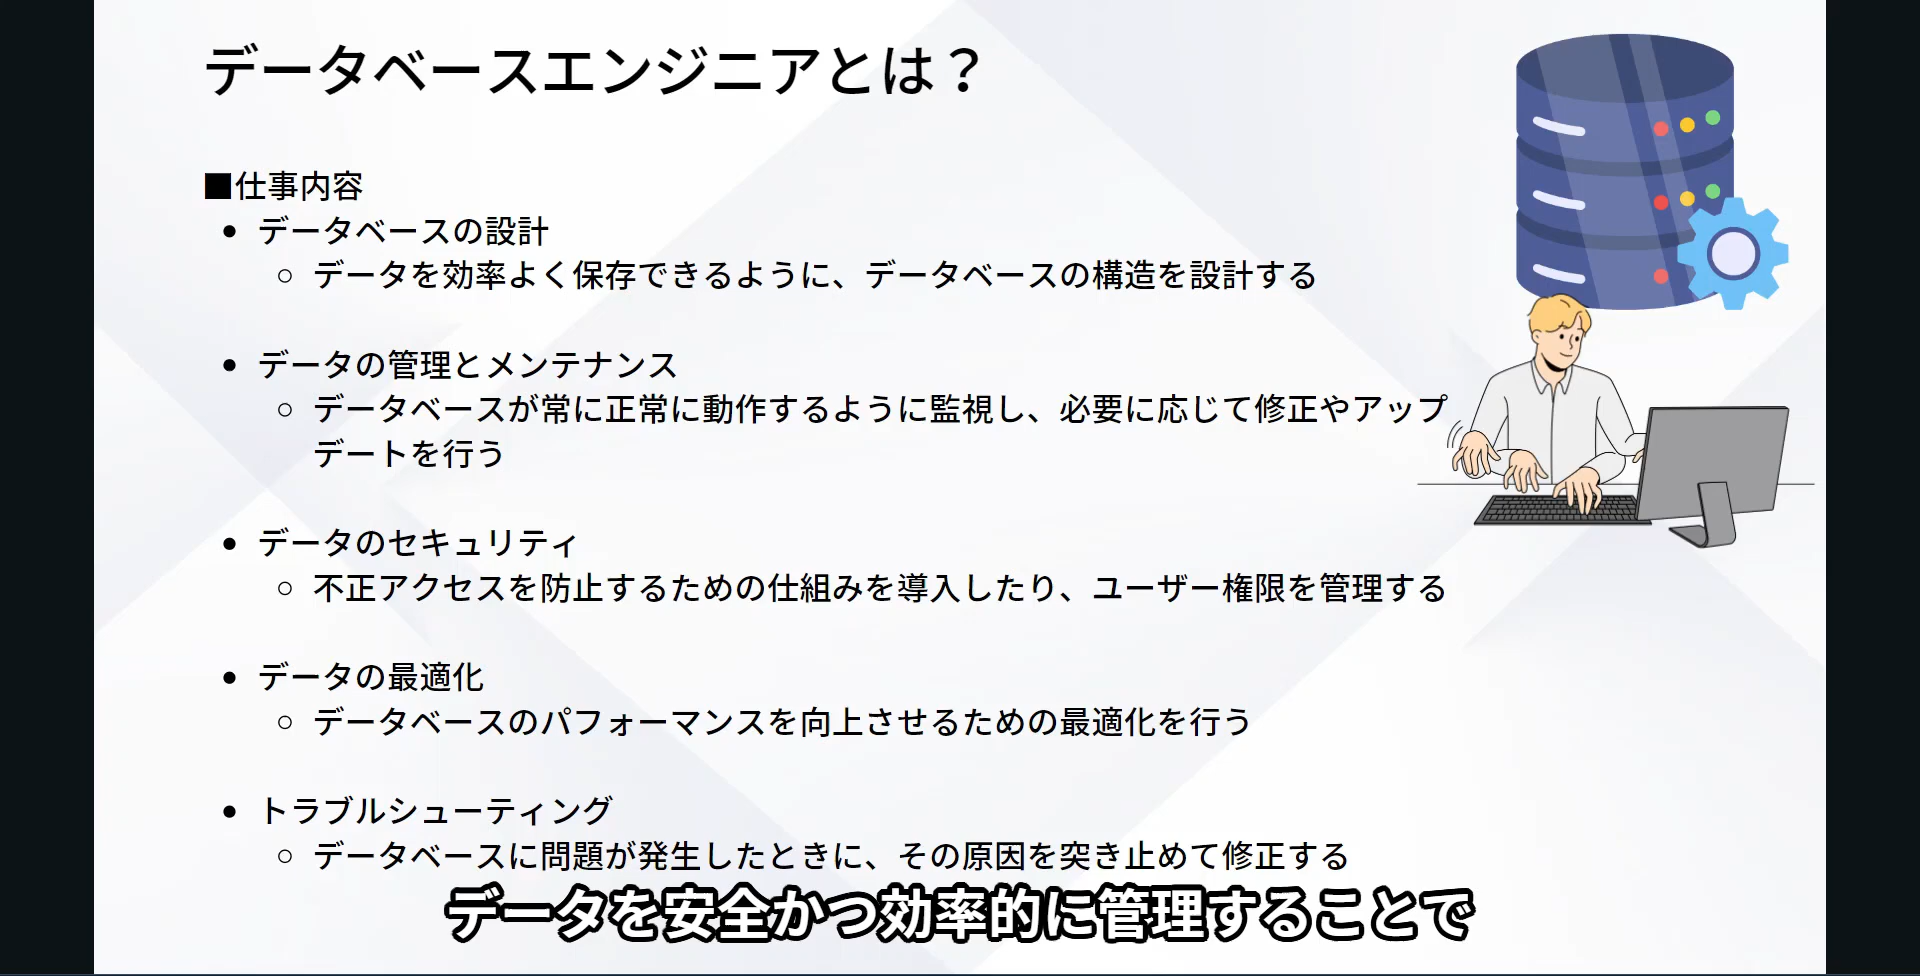 データベースエンジニアとは？
■仕事内容
● データベースの設計
○ データを効率よく保存できるように、データベースの構造を設計する
● データの管理とメンテナンス
○ データベースが常に正常に動作するように監視し、必要に応じて修正やアップ
デートを行う
● データのセキュリティ
○ 不正アクセスを防止するための仕組みを導入したり、ユーザー権限を管理する
● データの最適化
○ データベースのパフォーマンスを向上させるための最適化を行う
● トラブルシューティング
○ データベースに問題が発生したときに、その原因を突き止めて修正する
データを安全かつ効率的に管理することで